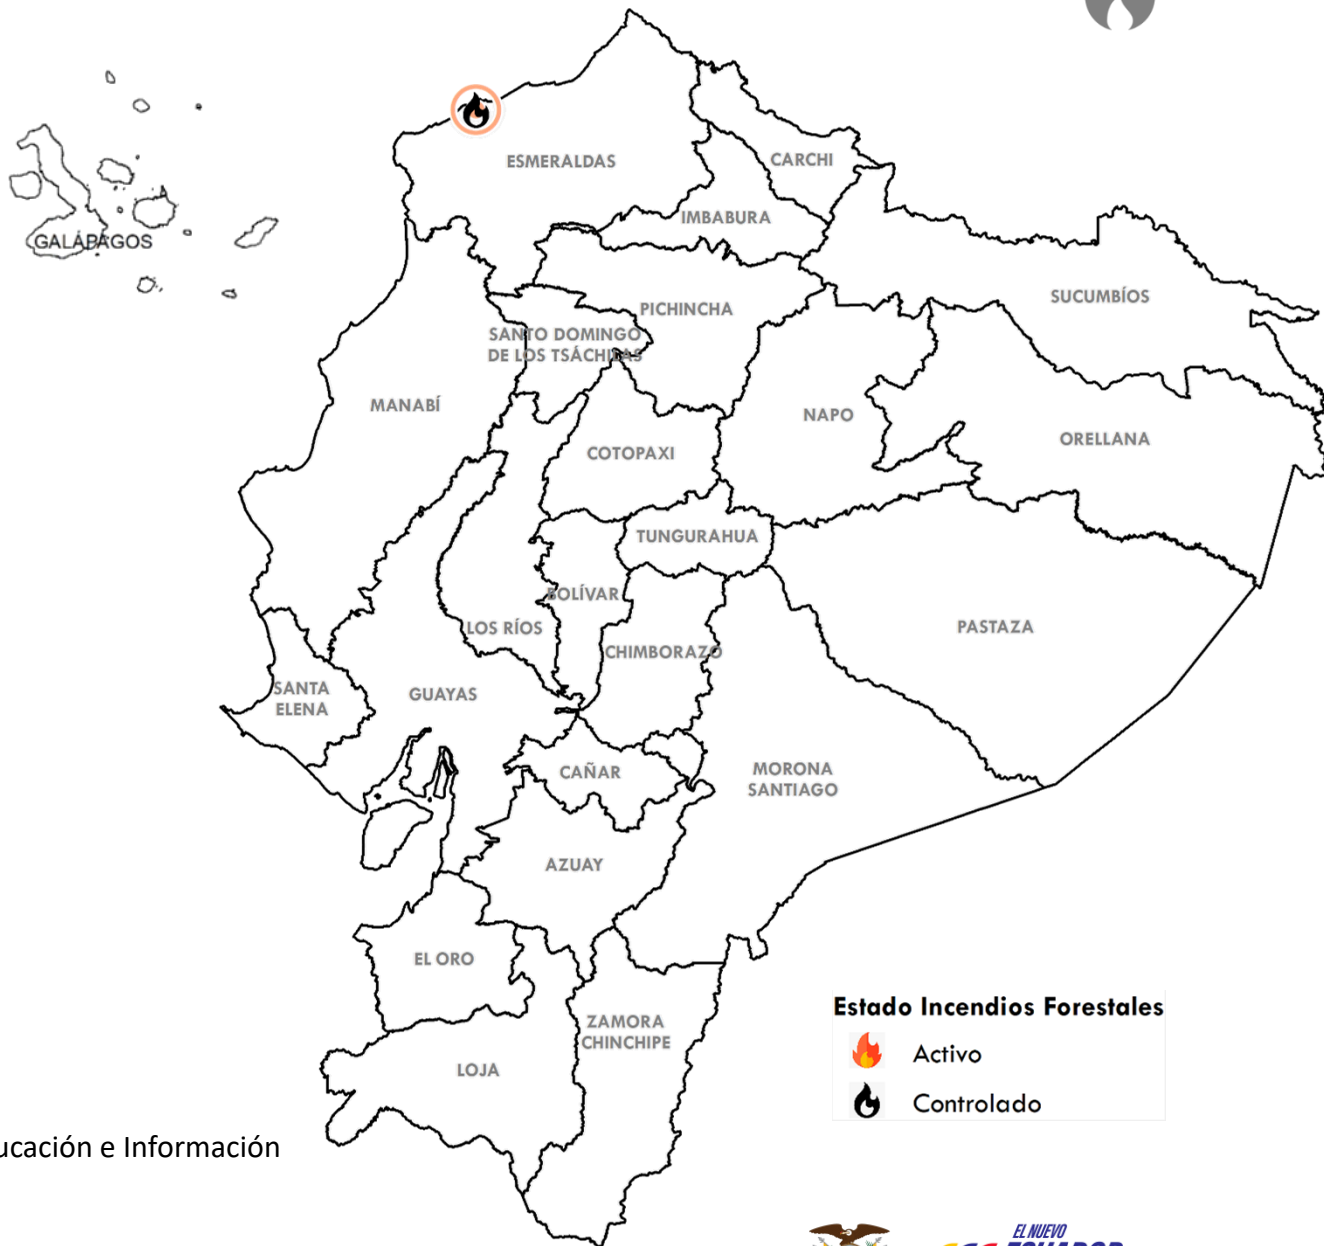 ESMERALDAS
CARCHI
IMBABURA
GALÁPAGOS
SUCUMBÍOS
PICHINCHA
SANTO DOMINGO
DE LOS TSÁCHILAS
MANABÍ
NAPO
ORELLANA
COTOPAXI
TUNGURAHUA
BOLÍVAR
LOS RÍOS
PASTAZA
CHIMBORAZO
SANTA
ELENA
GUAYAS
CAÑAR
MORONA
SANTIAGO
AZUAY
EL ORO
ZAMORA
CHINCHIPE
LOJA
Estado Incendios Forestales
Activo
Controlado
ucación e Información
EL NUEVO
ECUADOR